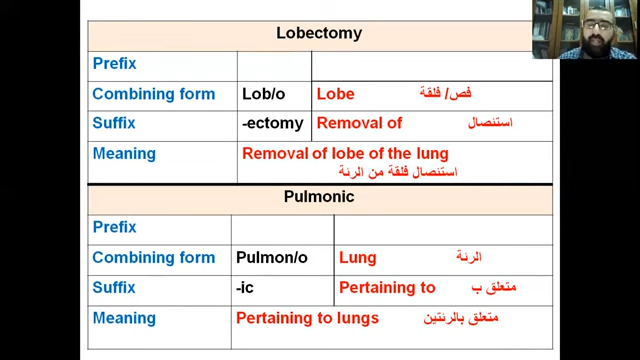 Lobectomy
Prefix
Combining form Lob/o Lobe فص/ فلقة
Suffix -ectomy Removal of استئصال
Meaning Removal of lobe of the lung
استئصال فلقة من الرئة
Pulmonic
Prefix
Combining form Pulmon/o Lung الرئة
Suffix -ic Pertaining to متعلق ب
Meaning Pertaining to lungs متعلق بالرئتين